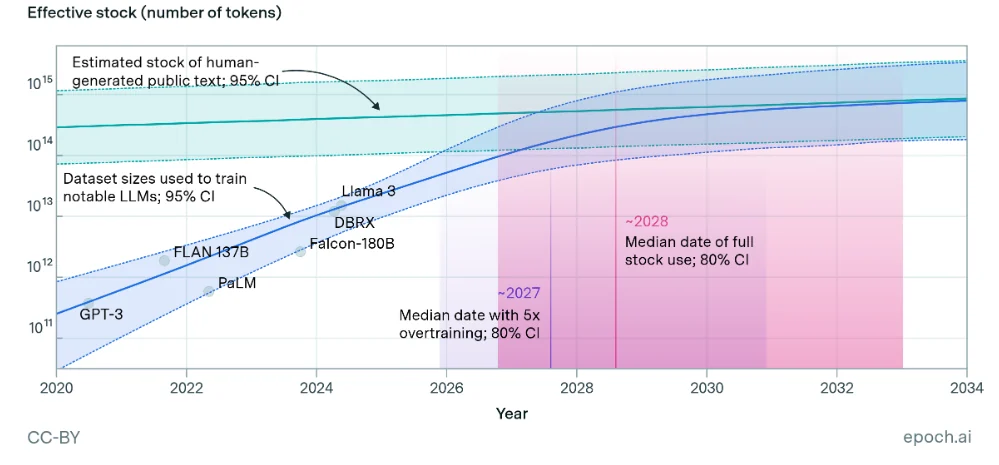 Effective stock (number of tokens)
Estimated stock of human-
generated public text; 95% CI
10^15
10^14
Dataset sizes used to train
notable LLMs; 95% CI
Llama 3
10^13
DBRX
FLAN 137B
Falcon-180B
10^12
PaLM
GPT-3
10^11
~2028
Median date of full
stock use; 80% CI
~2027
Median date with 5x
overtraining; 80% CI
2020 2022 2024 2026 2028 2030 2032 2034
Year
CC-BY
epoch.ai